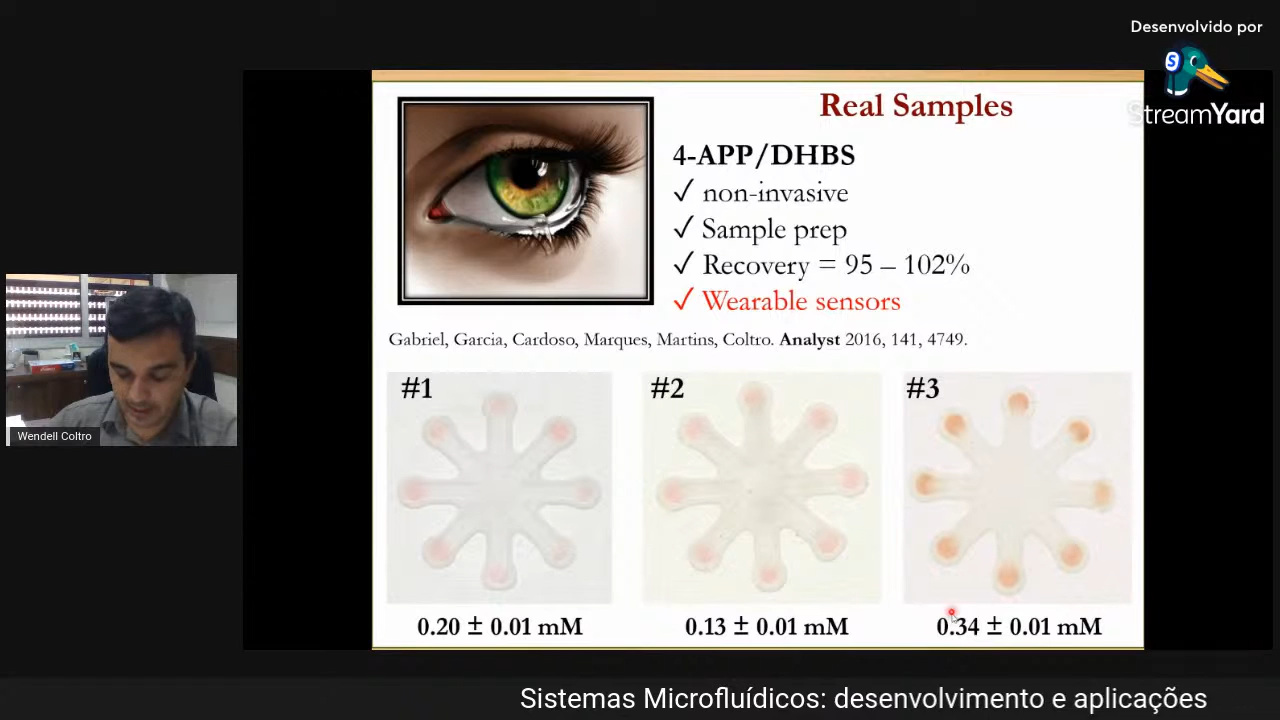 Desenvolvido por
S
StreamYard
Real Samples
4-APP/DHBS
✓ non-invasive
✓ Sample prep
✓ Recovery = 95 – 102%
✓ Wearable sensors
Gabriel, Garcia, Cardoso, Marques, Martins, Coltro. Analyst 2016, 141, 4749.
#1
#2
#3
0.20 ± 0.01 mM
0.13 ± 0.01 mM
0.34 ± 0.01 mM
Wendell Coltro
Sistemas Microfluídicos: desenvolvimento e aplicações